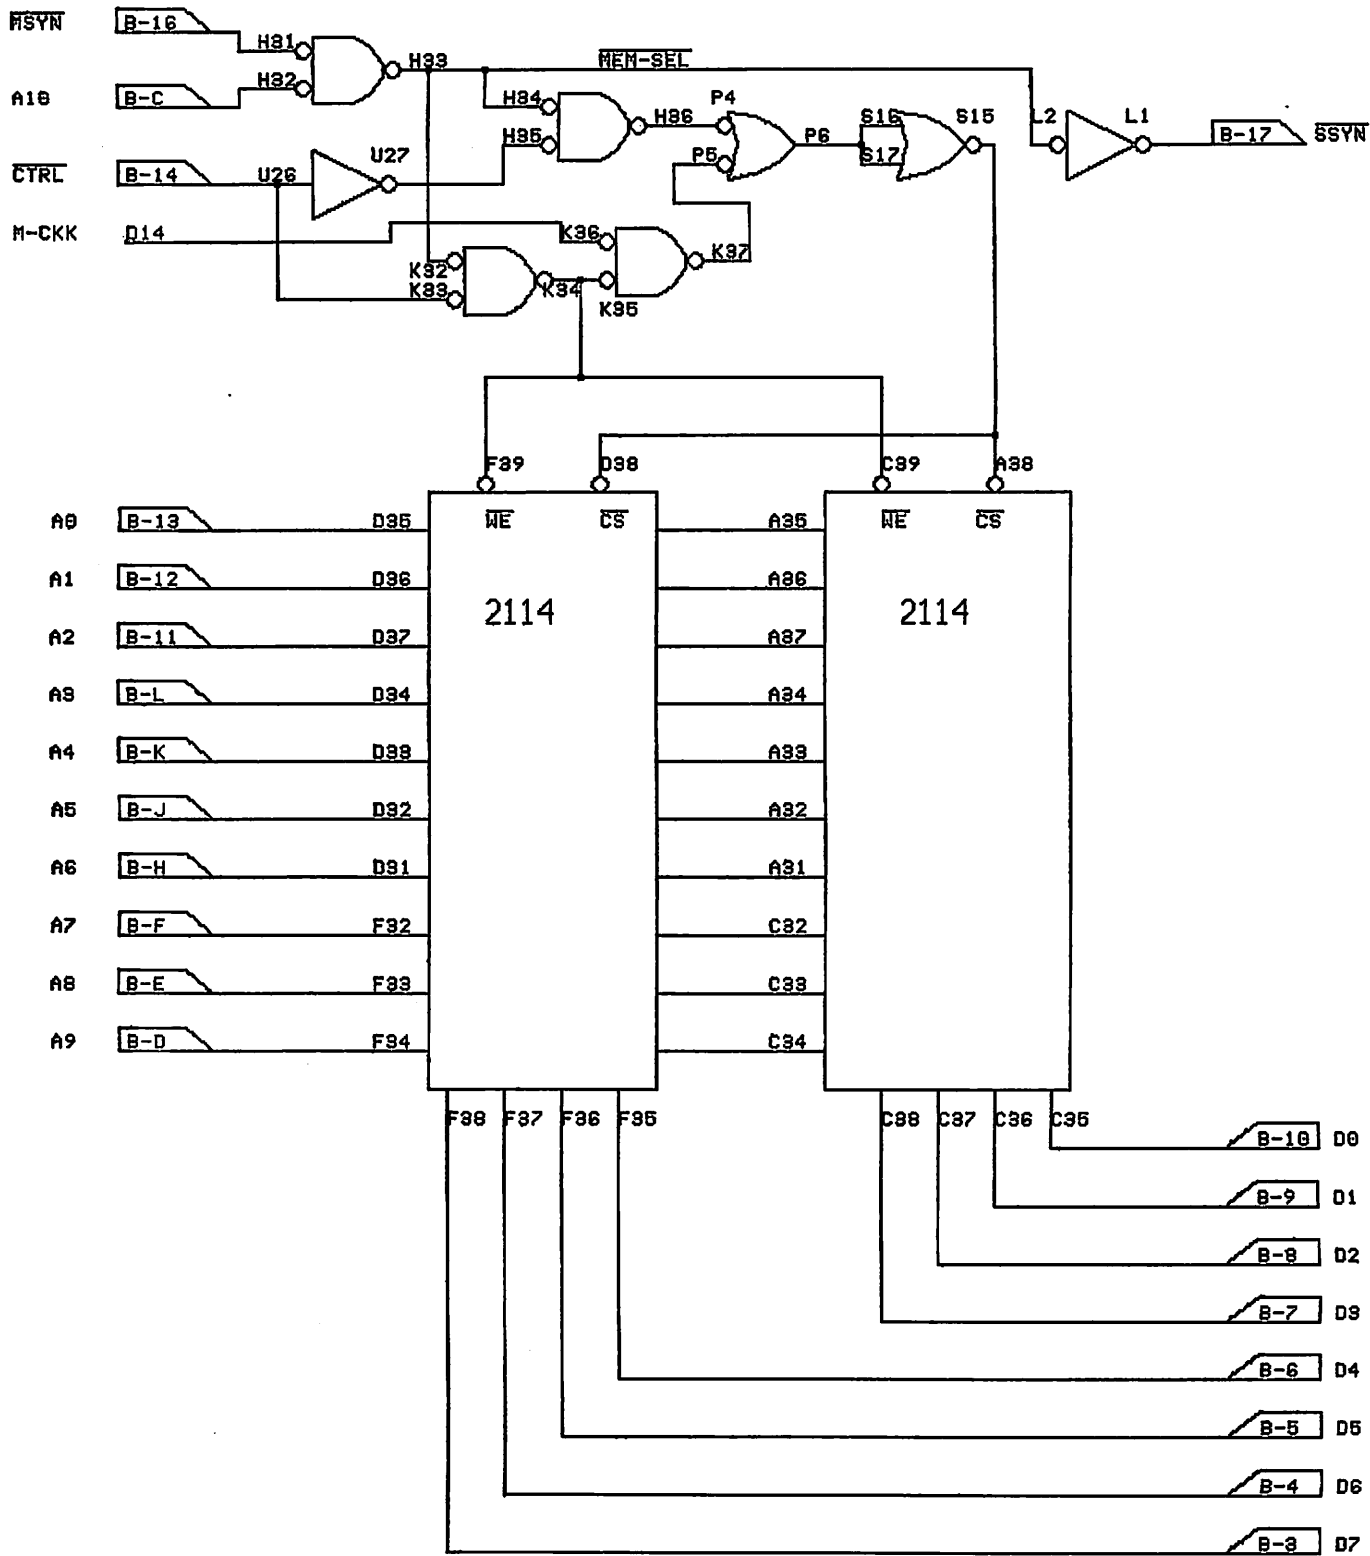 MSYN B-16 H31
H33 MEM-SEL
A10 B-C H32
H34 H36 P4
H35 P5 P6 S16 S15 L2 L1
S17 B-17 SSYN
CTRL B-14 U26 U27
M-CKK D14 K36 K37
K32
K33 K34 K35
F39 D38 C39 A38
WE CS WE CS
2114 2114
A0 B-13 D35 A35
A1 B-12 D36 A36
A2 B-11 D37 A37
A3 B-L D34 A34
A4 B-K D33 A33
A5 B-J D32 A32
A6 B-H D31 A31
A7 B-F F32 C32
A8 B-E F33 C33
A9 B-D F34 C34
F38 F37 F36 F35 C38 C37 C36 C35
B-10 D0
B-9 D1
B-8 D2
B-7 D3
B-6 D4
B-5 D5
B-4 D6
B-3 D7